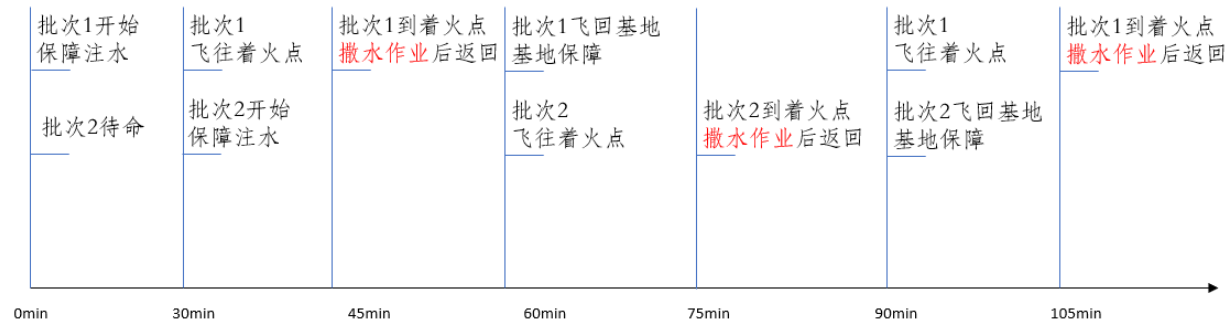 批次1开始
保障注水
批次2待命
批次1
飞往着火点
批次2开始
保障注水
批次1到着火点
撒水作业后返回
批次1飞回基地
基地保障
批次2
飞往着火点
批次2到着火点
撒水作业后返回
批次1
飞往着火点
批次2飞回基地
基地保障
批次1到着火点
撒水作业后返回
0min
30min
45min
60min
75min
90min
105min